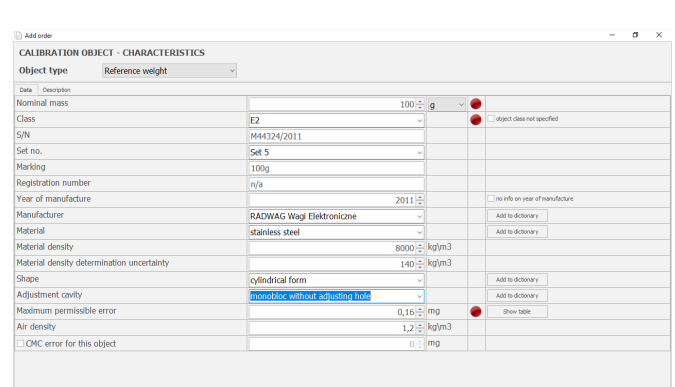 Add order
CALIBRATION OBJECT - CHARACTERISTICS
Object type Reference weight
Data Description
Nominal mass 100 g
Class E2 object class not specified
S/N M44324/2011
Set no. Set 5
Marking 100g
Registration number n/a
Year of manufacture 2011 no info on year of manufacture
Manufacturer RADWAG Wagi Elektroniczne Add to dictionary
Material stainless steel Add to dictionary
Material density 8000 kg\m3
Material density determination uncertainty 140 kg\m3
Shape cylindrical form Add to dictionary
Adjustment cavity monobloc without adjusting hole Add to dictionary
Maximum permissible error 0,16 mg Show table
Air density 1,2 kg\m3
CMC error for this object 0 mg